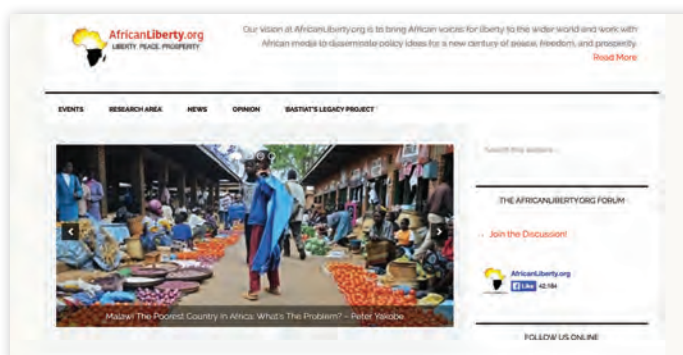 AfricanLiberty.org
LIBERTY. PEACE. PROSPERITY
Our vision at AfricanLiberty.org is to bring African voices for liberty to the wider world and work with
African media to disseminate policy ideas for a new century of peace, freedom, and prosperity.
Read More
EVENTS RESEARCH AREA NEWS OPINION BASTIAT'S LEGACY PROJECT
Search this website ...
THE AFRICANLIBERTY.ORG FORUM
→ Join the Discussion!
AfricanLiberty.org
Like 42,184
Malawi The Poorest Country In Africa: What's The Problem? – Peter Yakobe
FOLLOW US ONLINE